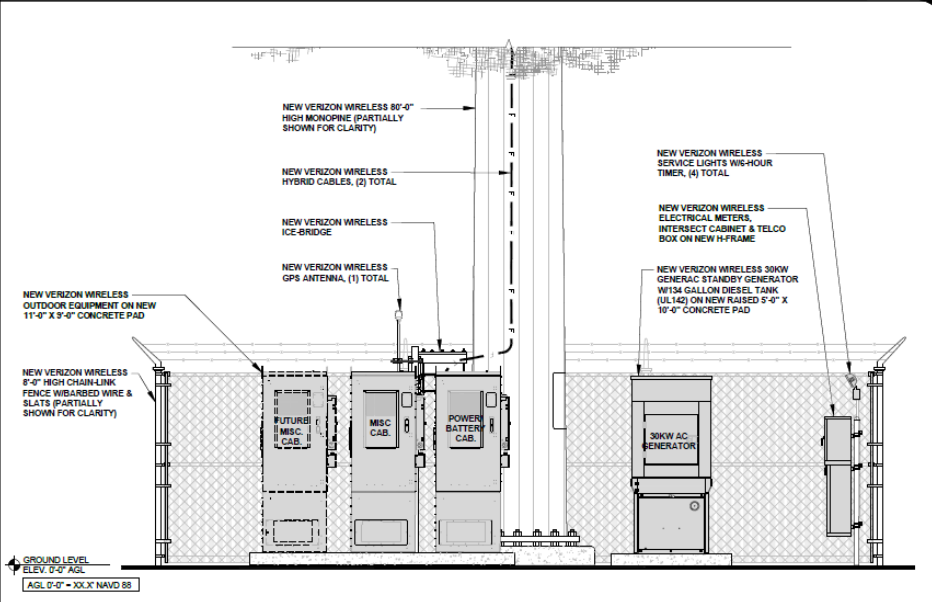 NEW VERIZON WIRELESS 80'-0"
HIGH MONOPINE (PARTIALLY
SHOWN FOR CLARITY)
NEW VERIZON WIRELESS
HYBRID CABLES, (2) TOTAL
NEW VERIZON WIRELESS
ICE-BRIDGE
NEW VERIZON WIRELESS
GPS ANTENNA, (1) TOTAL
NEW VERIZON WIRELESS
OUTDOOR EQUIPMENT ON NEW
11'-0" X 9'-0" CONCRETE PAD
NEW VERIZON WIRELESS
8'-0" HIGH CHAIN-LINK
FENCE W/BARBED WIRE &
SLATS (PARTIALLY
SHOWN FOR CLARITY)
NEW VERIZON WIRELESS
SERVICE LIGHTS W/6-HOUR
TIMER, (4) TOTAL
NEW VERIZON WIRELESS
ELECTRICAL METERS,
INTERSECT CABINET & TELCO
BOX ON NEW H-FRAME
NEW VERIZON WIRELESS 30KW
GENERAC STANDBY GENERATOR
W/134 GALLON DIESEL TANK
(UL142) ON NEW RAISED 5'-0" X
10'-0" CONCRETE PAD
FUTURE
MISC.
CAB.
MISC
CAB.
POWER/
BATTERY
CAB.
30KW AC
GENERATOR
GROUND LEVEL
ELEV. 0'-0" AGL
AGL 0'-0" = XX.X' NAVD 88